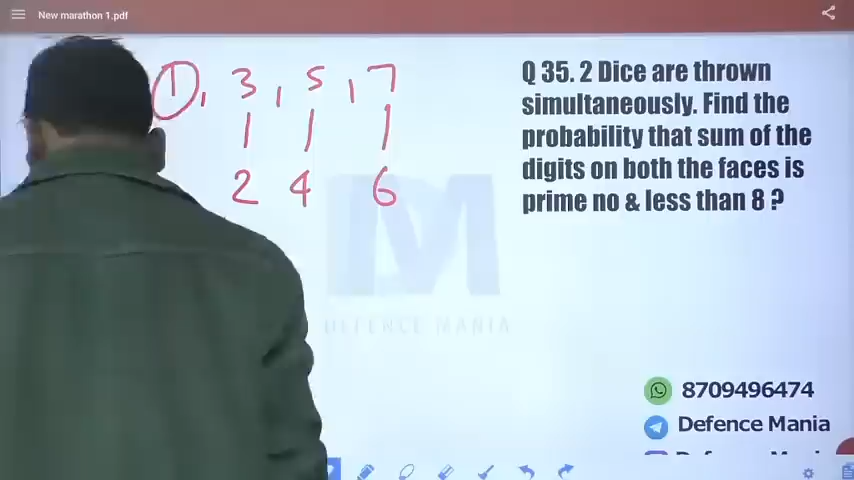 New marathon 1.pdf
1, 3, 5, 7
1 1 1
2 4 6
Q 35. 2 Dice are thrown
simultaneously. Find the
probability that sum of the
digits on both the faces is
prime no & less than 8 ?
DM
DEFENCE MANIA
8709496474
Defence Mania